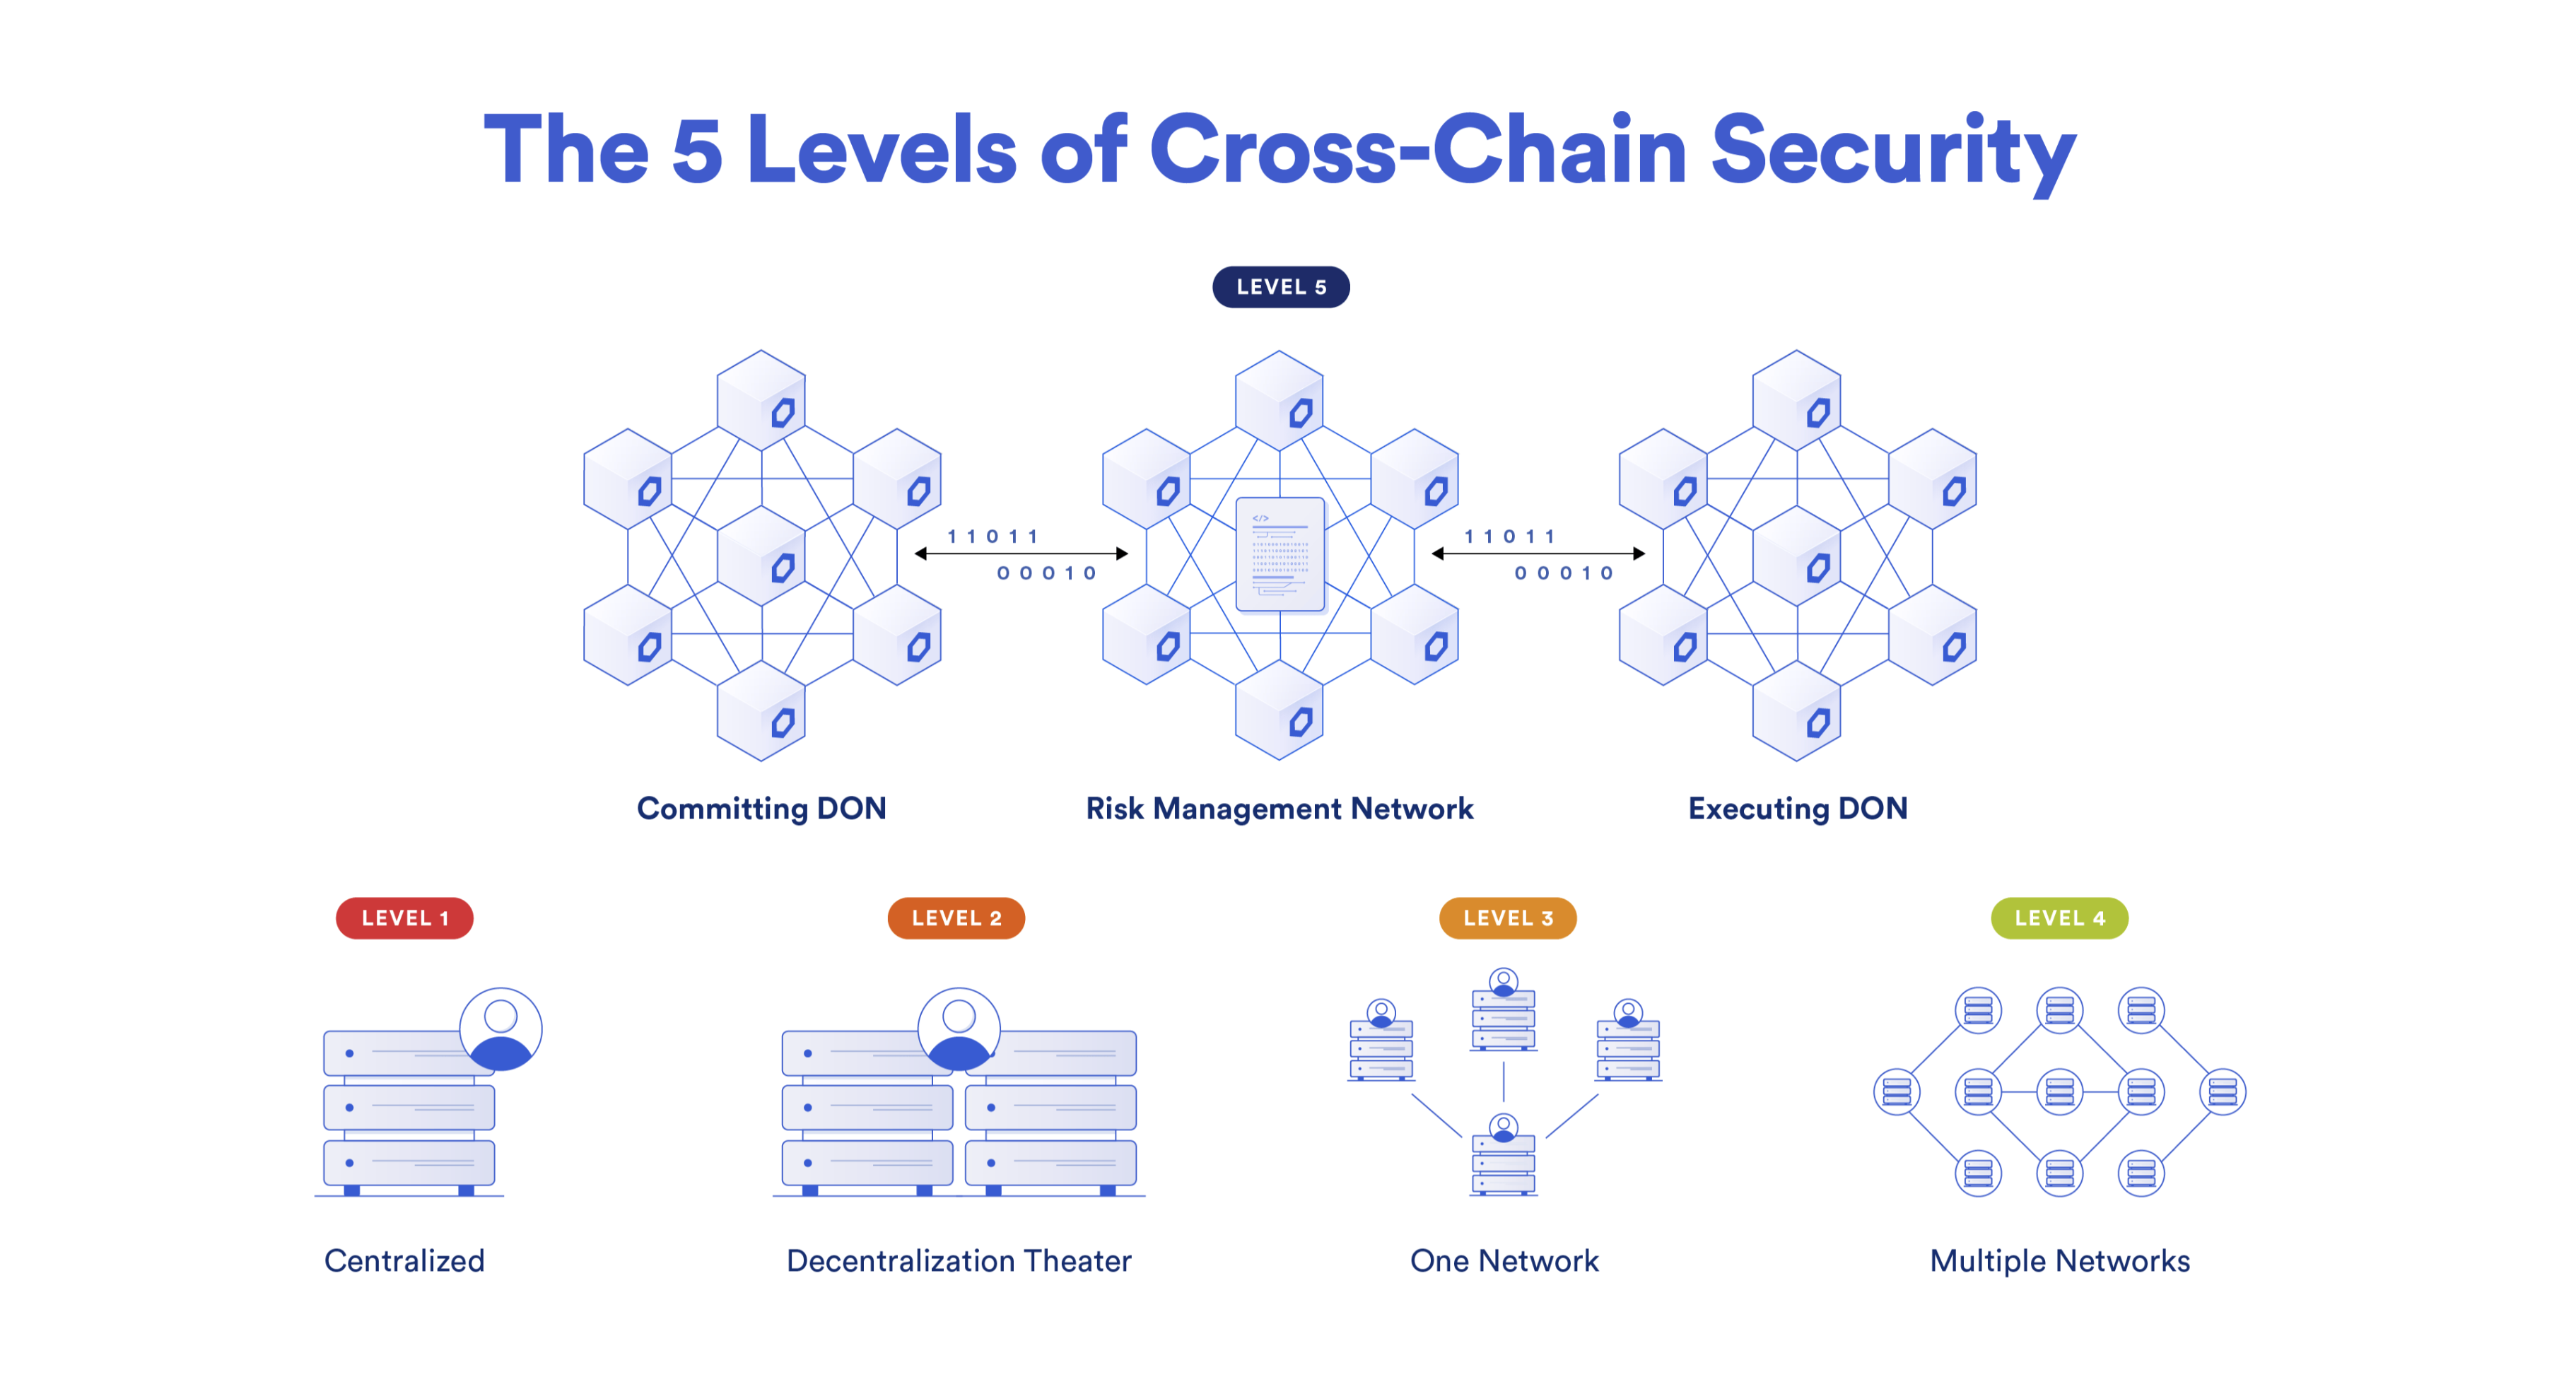 The 5 Levels of Cross-Chain Security
LEVEL 5
1 1 0 1 1
0 0 0 1 0
1 1 0 1 1
0 0 0 1 0
</>
Committing DON
Risk Management Network
Executing DON
LEVEL 1
LEVEL 2
LEVEL 3
LEVEL 4
Centralized
Decentralization Theater
One Network
Multiple Networks